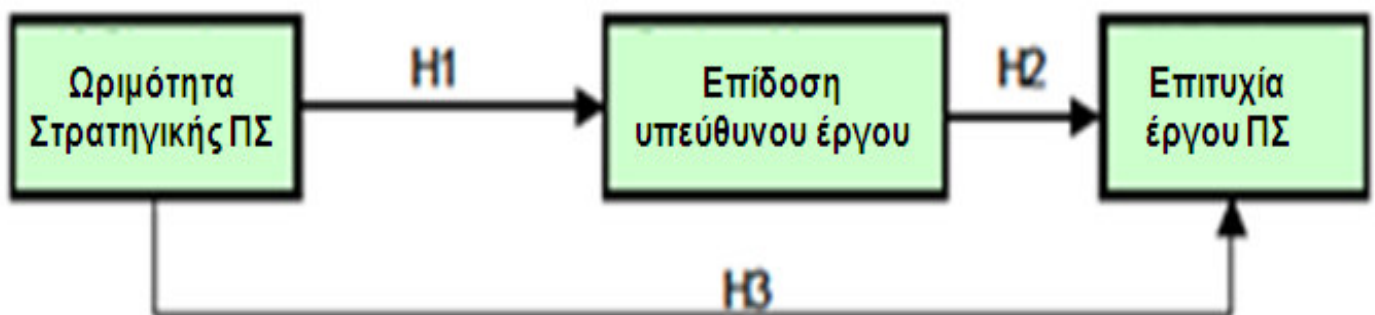 Ωριμότητα
Στρατηγικής ΠΣ
H1
Επίδοση
υπεύθυνου έργου
H2
Επιτυχία
έργου ΠΣ
H3